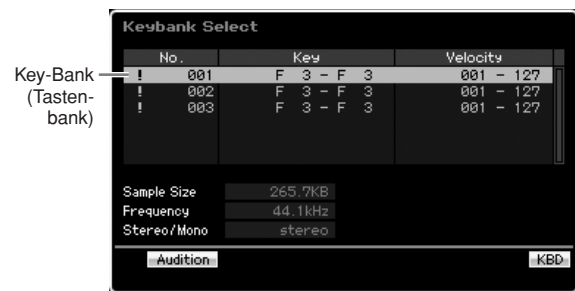 Keybank Select
No. Key Velocity
Key-Bank
(Tasten-
bank)
! 001 F 3 – F 3 001 – 127
! 002 F 3 – F 3 001 – 127
! 003 F 3 – F 3 001 – 127
Sample Size 265.7KB
Frequency 44.1kHz
Stereo/Mono stereo
Audition KBD